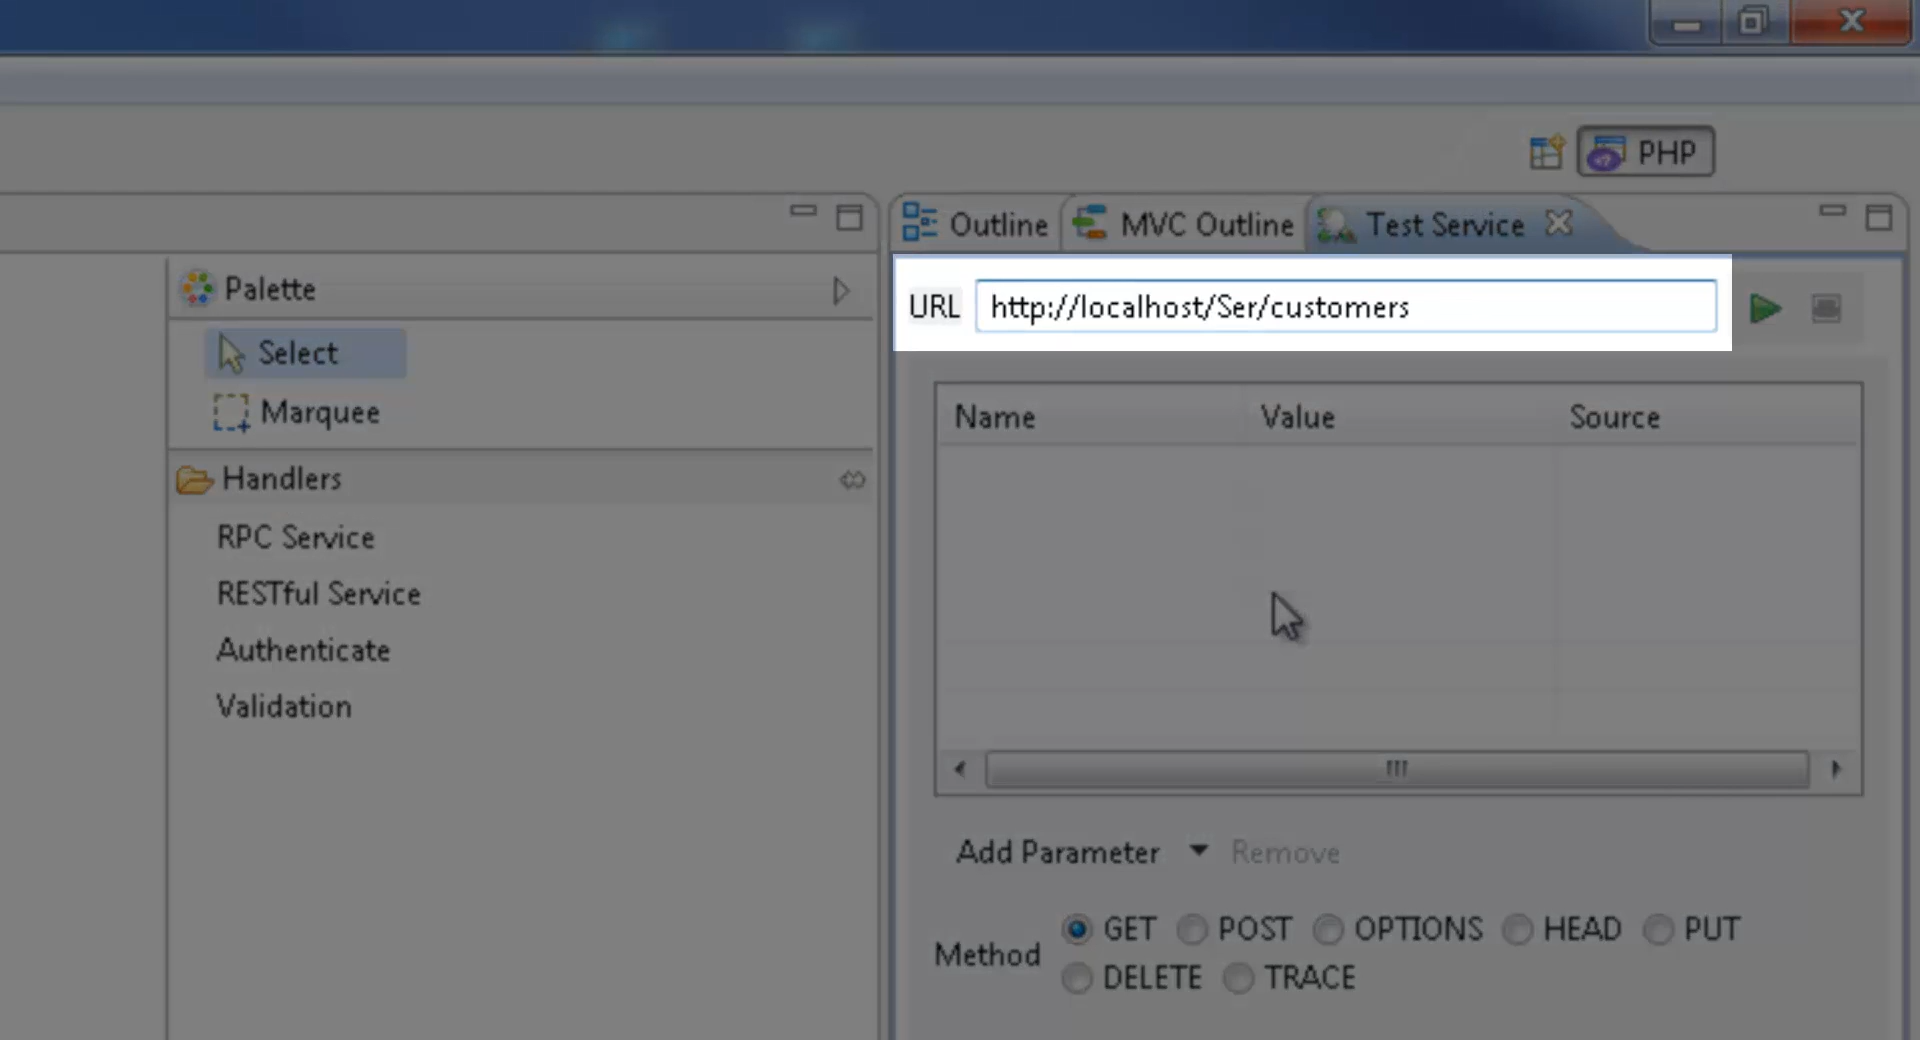 PHP
Outline MVC Outline Test Service
Palette
URL http://localhost/Ser/customers
Select
Marquee
Name Value Source
Handlers
RPC Service
RESTful Service
Authenticate
Validation
Add Parameter Remove
Method GET POST OPTIONS HEAD PUT
DELETE TRACE